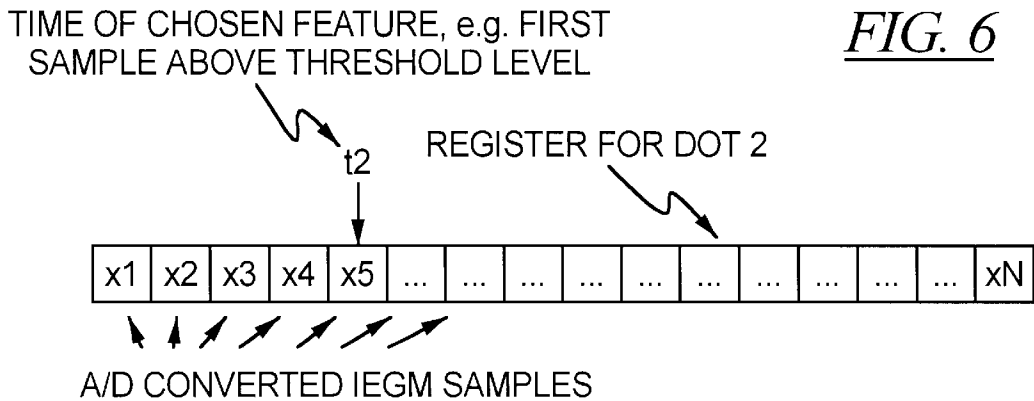 TIME OF CHOSEN FEATURE, e.g. FIRST
SAMPLE ABOVE THRESHOLD LEVEL
FIG. 6
t2
REGISTER FOR DOT 2
x1 x2 x3 x4 x5 ... ... ... ... ... ... ... ... ... ... xN
A/D CONVERTED IEGM SAMPLES